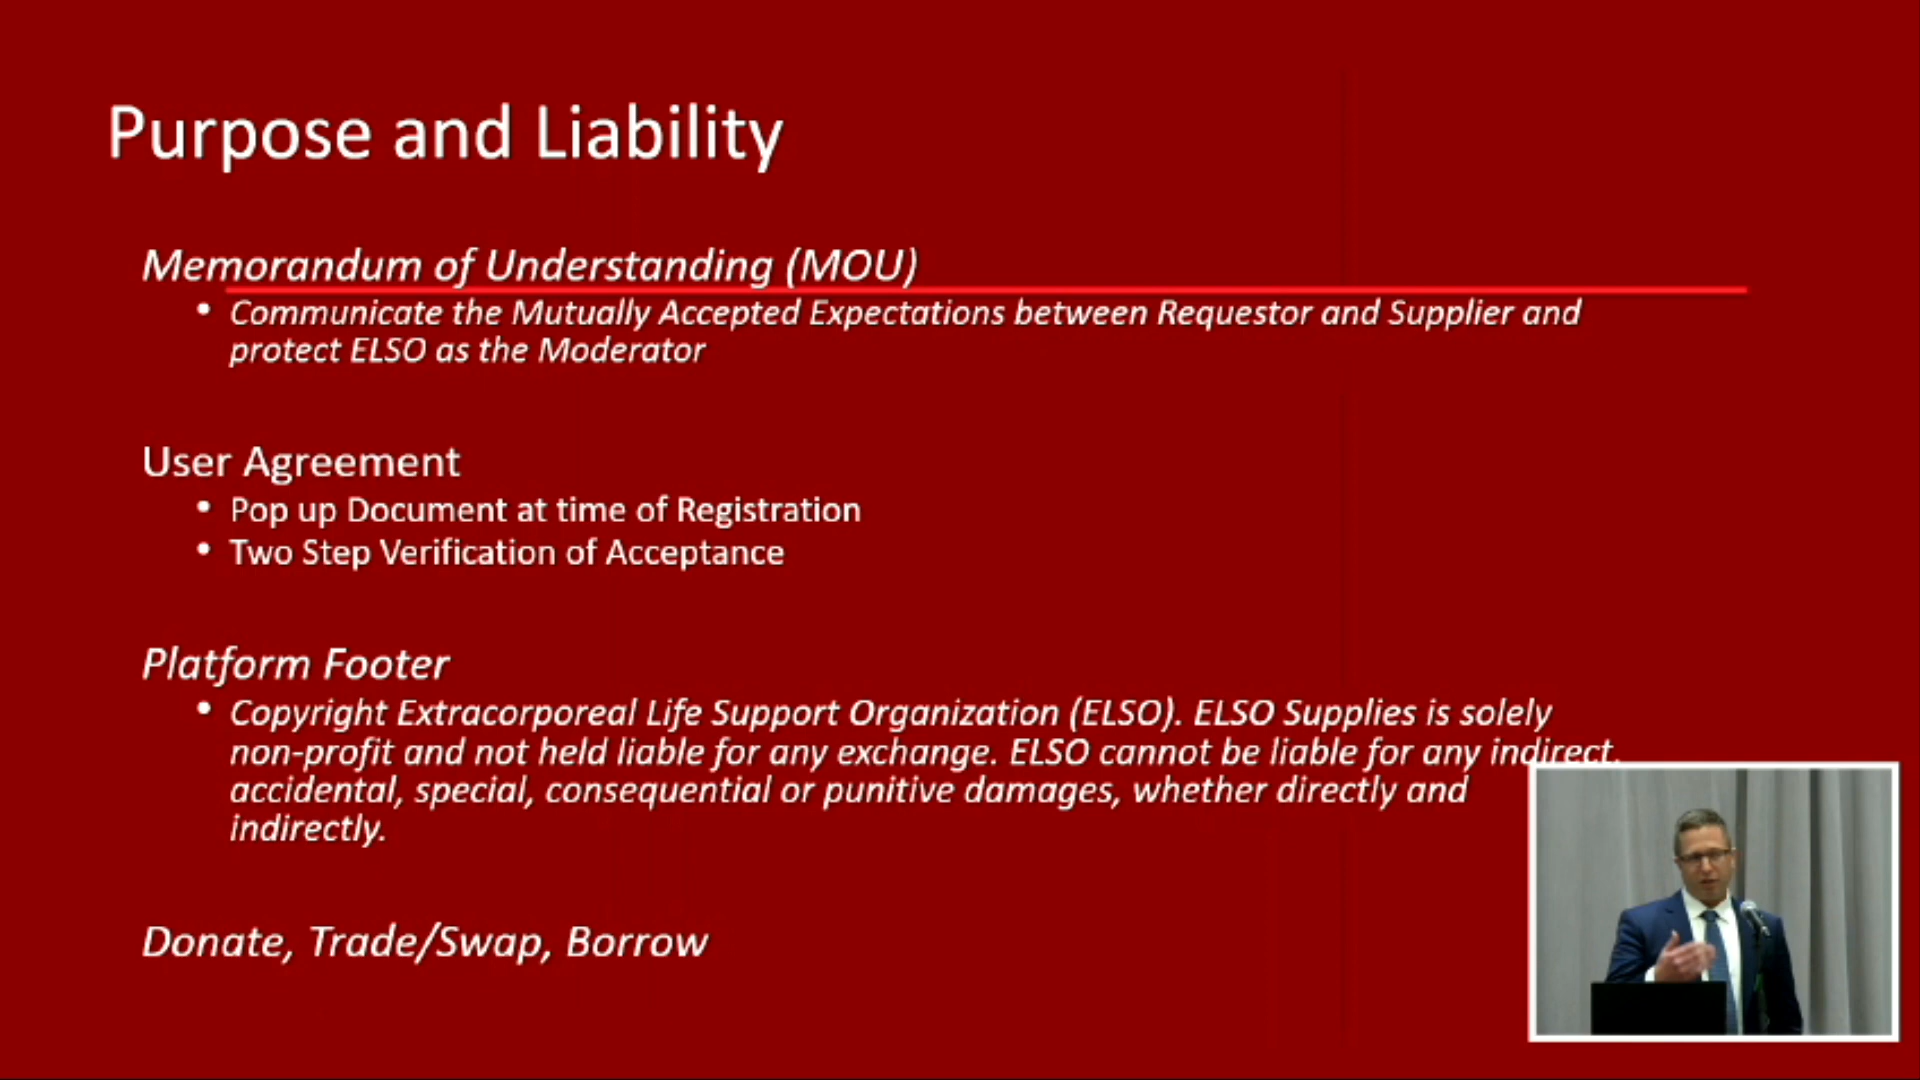 Purpose and Liability
Memorandum of Understanding (MOU)
• Communicate the Mutually Accepted Expectations between Requestor and Supplier and
protect ELSO as the Moderator
User Agreement
• Pop up Document at time of Registration
• Two Step Verification of Acceptance
Platform Footer
• Copyright Extracorporeal Life Support Organization (ELSO). ELSO Supplies is solely
non-profit and not held liable for any exchange. ELSO cannot be liable for any indirect,
accidental, special, consequential or punitive damages, whether directly and
indirectly.
Donate, Trade/Swap, Borrow